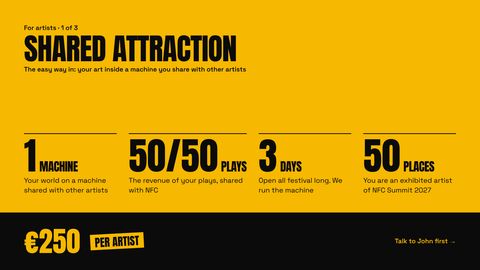 For artists · 1 of 3
SHARED ATTRACTION
The easy way in: your art inside a machine you share with other artists
1 MACHINE
Your world on a machine
shared with other artists
50/50 PLAYS
The revenue of your plays, shared
with NFC
3 DAYS
Open all festival long. We
run the machine
50 PLACES
You are an exhibited artist
of NFC Summit 2027
€250 PER ARTIST
Talk to John first →